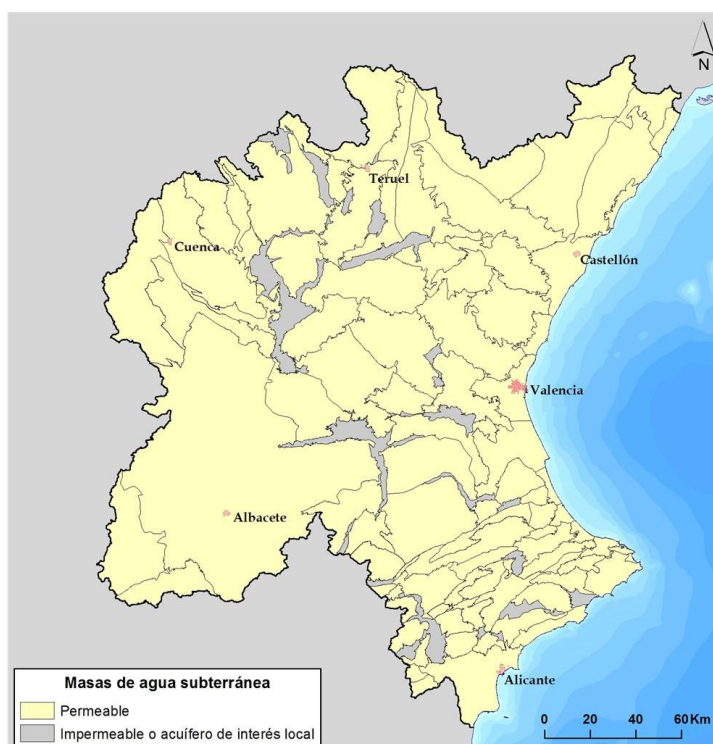 N
Teruel
Cuenca
Castellón
Valencia
Albacete
Alicante
Masas de agua subterránea
Permeable
Impermeable o acuífero de interés local
0 20 40 60 Km